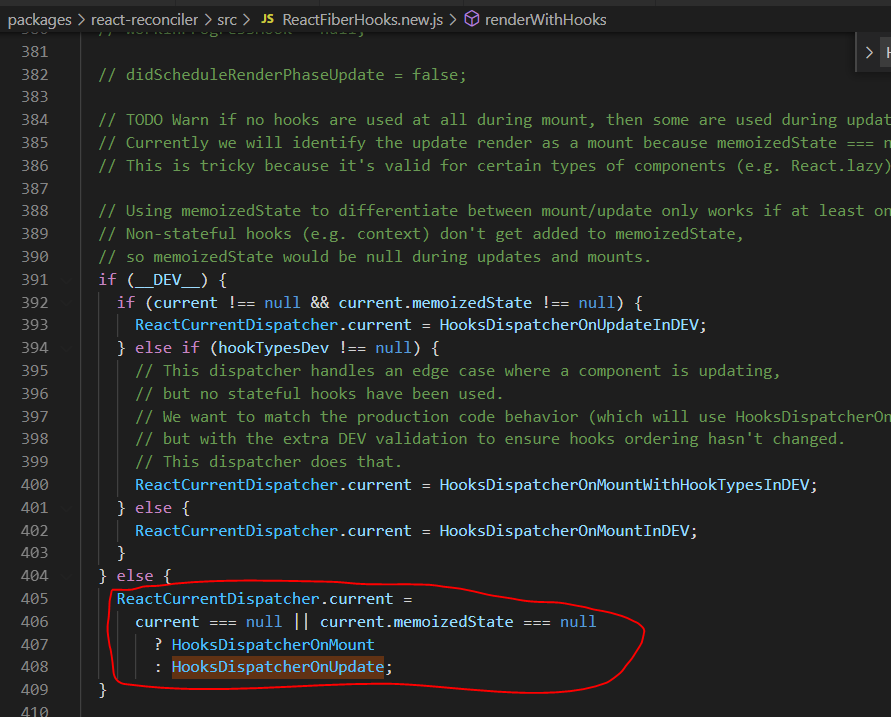 packages > react-reconciler > src > JS ReactFiberHooks.new.js > renderWithHooks
380 // workInProgressHook = null;
381
382 // didScheduleRenderPhaseUpdate = false;
383
384 // TODO Warn if no hooks are used at all during mount, then some are used during updat
385 // Currently we will identify the update render as a mount because memoizedState === n
386 // This is tricky because it's valid for certain types of components (e.g. React.lazy)
387
388 // Using memoizedState to differentiate between mount/update only works if at least on
389 // Non-stateful hooks (e.g. context) don't get added to memoizedState,
390 // so memoizedState would be null during updates and mounts.
391 if (__DEV__) {
392 if (current !== null && current.memoizedState !== null) {
393 ReactCurrentDispatcher.current = HooksDispatcherOnUpdateInDEV;
394 } else if (hookTypesDev !== null) {
395 // This dispatcher handles an edge case where a component is updating,
396 // but no stateful hooks have been used.
397 // We want to match the production code behavior (which will use HooksDispatcherOn
398 // but with the extra DEV validation to ensure hooks ordering hasn't changed.
399 // This dispatcher does that.
400 ReactCurrentDispatcher.current = HooksDispatcherOnMountWithHookTypesInDEV;
401 } else {
402 ReactCurrentDispatcher.current = HooksDispatcherOnMountInDEV;
403 }
404 } else {
405 ReactCurrentDispatcher.current =
406 current === null || current.memoizedState === null
407 ? HooksDispatcherOnMount
408 : HooksDispatcherOnUpdate;
409 }
410